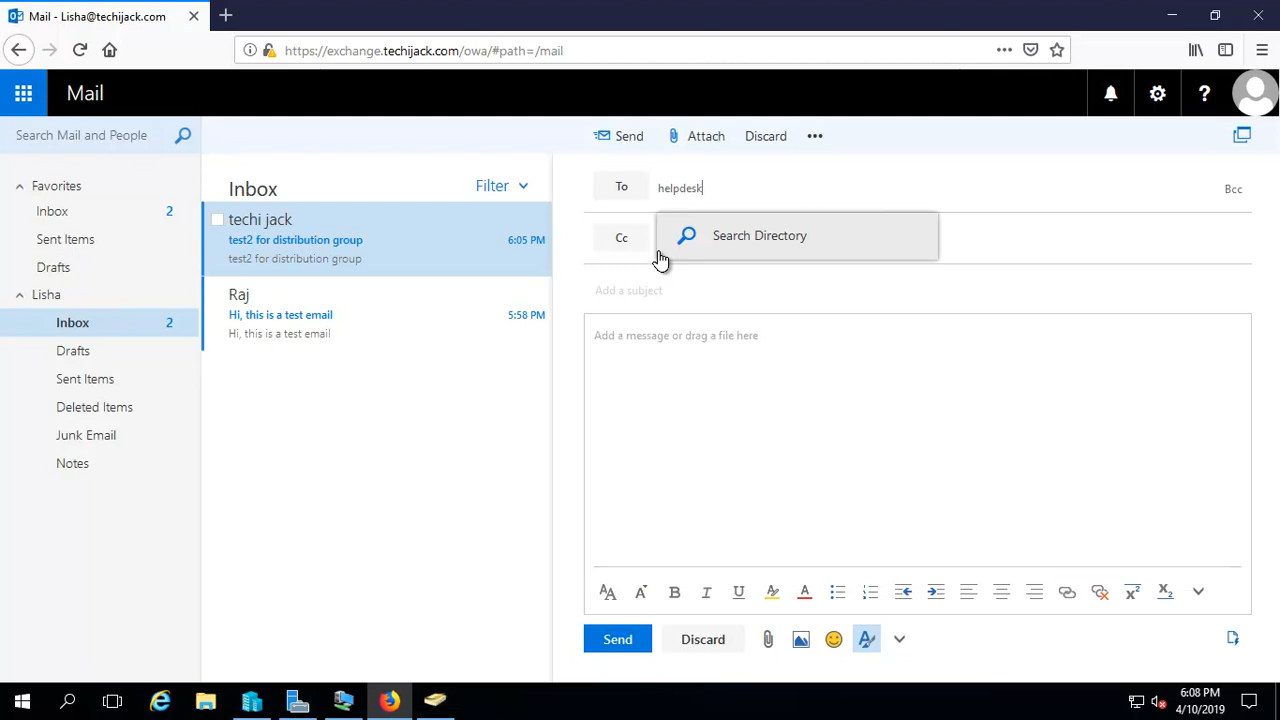 Mail - Lisha@techijack.com
https://exchange.techijack.com/owa/#path=/mail
Mail
?
Search Mail and People
Send
Attach
Discard
Favorites
Inbox 2
Sent Items
Drafts
Lisha
Inbox 2
Drafts
Sent Items
Deleted Items
Junk Email
Notes
Inbox
Filter
techi jack
test2 for distribution group 6:05 PM
test2 for distribution group
Raj
Hi, this is a test email 5:58 PM
Hi, this is a test email
To helpdesk Bcc
Cc
Search Directory
Add a subject
Add a message or drag a file here
Send
Discard
6:08 PM
4/10/2019